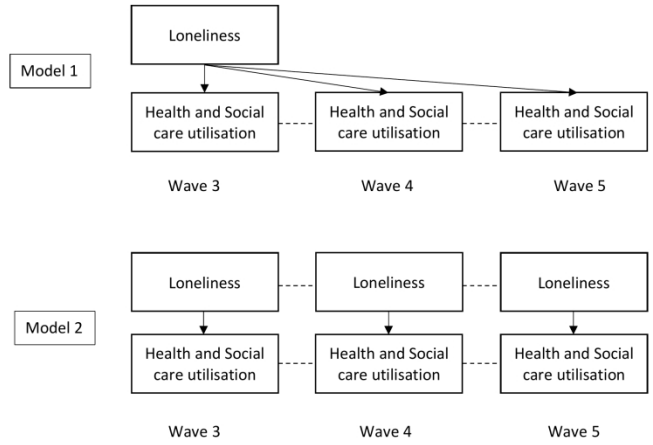 Loneliness
Model 1
Health and Social
care utilisation
Health and Social
care utilisation
Health and Social
care utilisation
Wave 3
Wave 4
Wave 5
Loneliness
Loneliness
Loneliness
Model 2
Health and Social
care utilisation
Health and Social
care utilisation
Health and Social
care utilisation
Wave 3
Wave 4
Wave 5